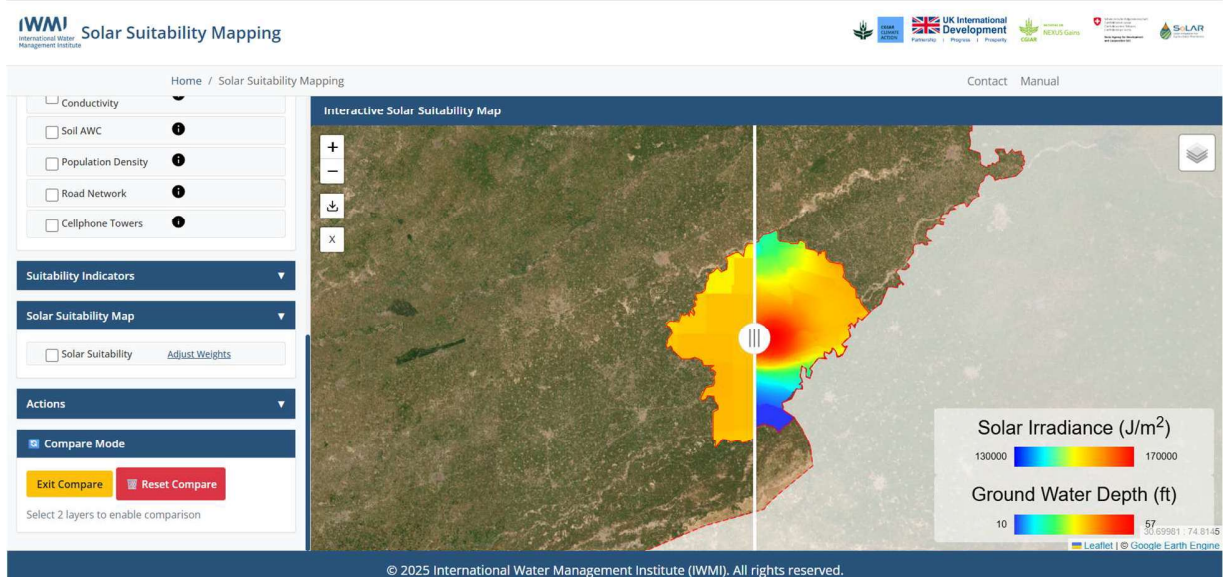 IWMI
International Water
Management Institute
Solar Suitability Mapping
CGIAR
CLIMATE
ACTION
UK International
Development
Partnership | Progress | Prosperity
CGIAR
NEXUS Gains
SoLAR
Home / Solar Suitability Mapping
Contact Manual
Conductivity
Soil AWC
Population Density
Road Network
Cellphone Towers
Suitability Indicators ▼
Solar Suitability Map ▼
Solar Suitability Adjust Weights
Actions ▼
Compare Mode
Exit Compare
Reset Compare
Select 2 layers to enable comparison
Interactive Solar Suitability Map
+
−
X
Solar Irradiance (J/m²)
130000 170000
Ground Water Depth (ft)
10 57
30.69981 : 74.8145
Leaflet | © Google Earth Engine
© 2025 International Water Management Institute (IWMI). All rights reserved.